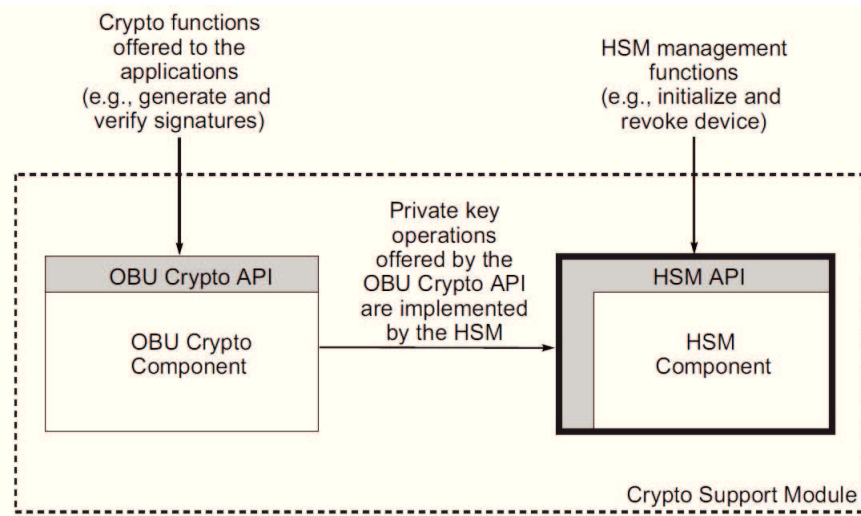 Crypto functions
offered to the
applications
(e.g., generate and
verify signatures)
HSM management
functions
(e.g., initialize and
revoke device)
Private key
operations
offered by the
OBU Crypto API
are implemented
by the HSM
OBU Crypto API
OBU Crypto
Component
HSM API
HSM
Component
Crypto Support Module